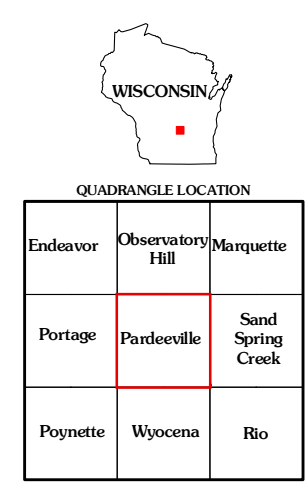 WISCONSIN
QUADRANGLE LOCATION
Endeavor
Observatory
Hill
Marquette
Portage
Pardeeville
Sand
Spring
Creek
Poynette
Wyocena
Rio